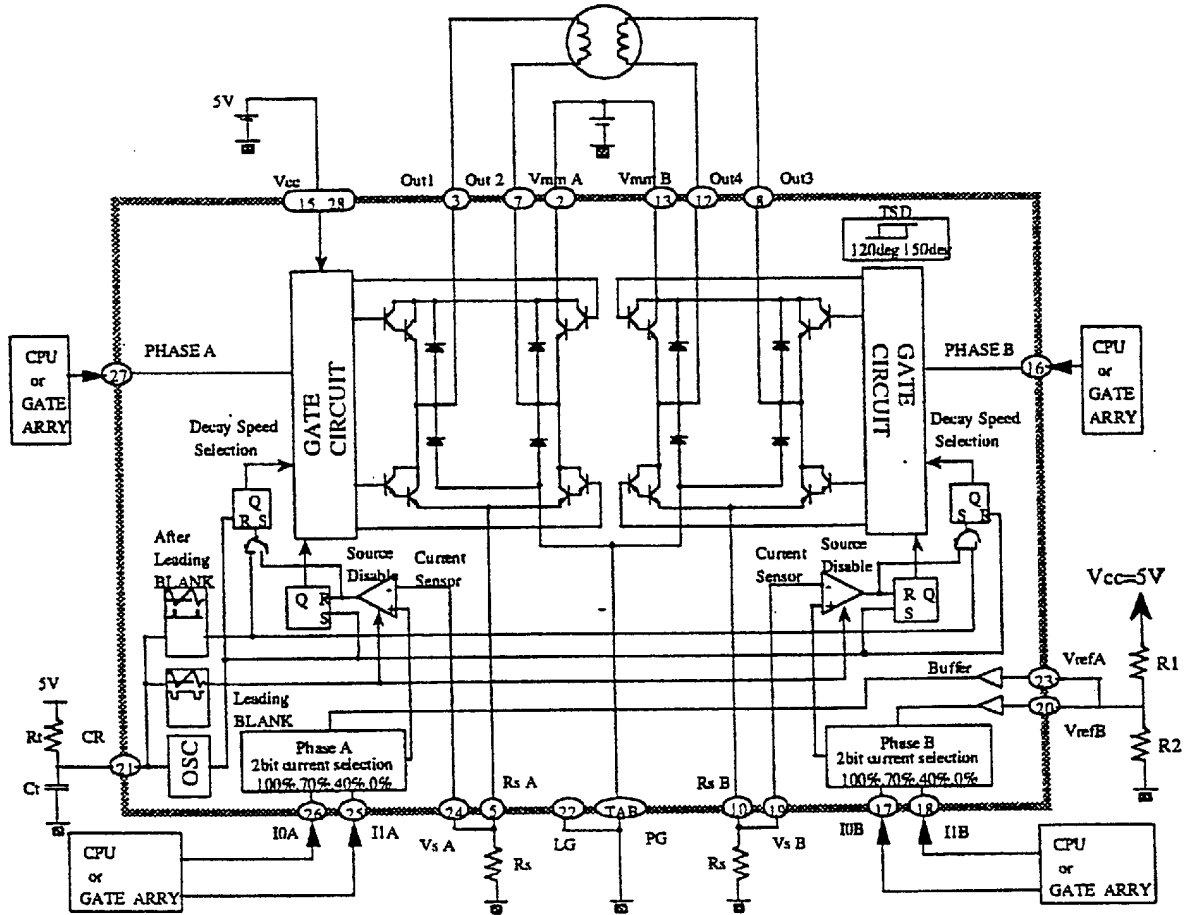 5V
Vcc
Out1
Out 2
Vmm A
Vmm B
Out4
Out3
15 28
3
7
2
13
12
8
TSD
120deg 150deg
CPU
or
GATE
ARRY
27
PHASE A
GATE
CIRCUIT
GATE
CIRCUIT
PHASE B
16
CPU
or
GATE
ARRY
Decay Speed
Selection
Decay Speed
Selection
Q
R S
Q
S R
After
Leading
BLANK
Source
Disable
Current
Sensor
Current
Sensor
Source
Disable
Q R
S
-
+
-
+
R Q
S
Vcc=5V
Leading
BLANK
Buffer
23
VrefA
R1
20
VrefB
R2
5V
Rt
CR
21
Ct
OSC
Phase A
2bit current selection
100% 70% 40% 0%
Phase B
2bit current selection
100% 70% 40% 0%
Rs A
Rs B
26
25
24
5
22
TAB
10
19
17
18
I0A
I1A
Vs A
LG
PG
Vs B
I0B
I1B
Rs
Rs
CPU
or
GATE ARRY
CPU
or
GATE ARRY